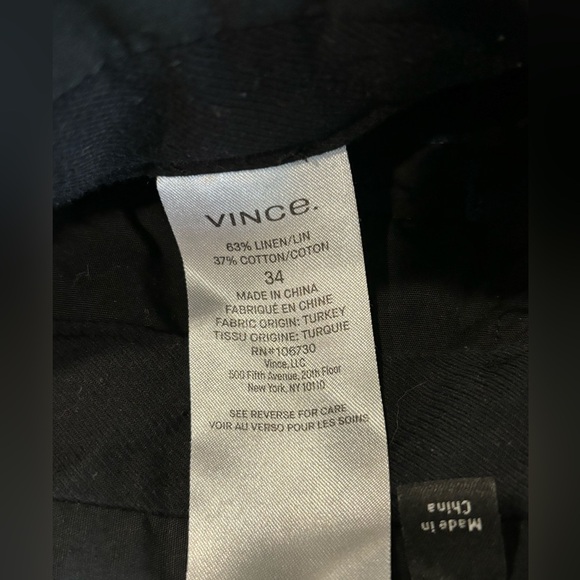 VINCE.
63% LINEN/LIN
37% COTTON/COTON
34
MADE IN CHINA
FABRIQUÉ EN CHINE
FABRIC ORIGIN: TURKEY
TISSU ORIGINE: TURQUIE
RN#106730
Vince, LLC
500 Fifth Avenue, 20th Floor
New York, NY 10110
SEE REVERSE FOR CARE
VOIR AU VERSO POUR LES SOINS
Made in
China